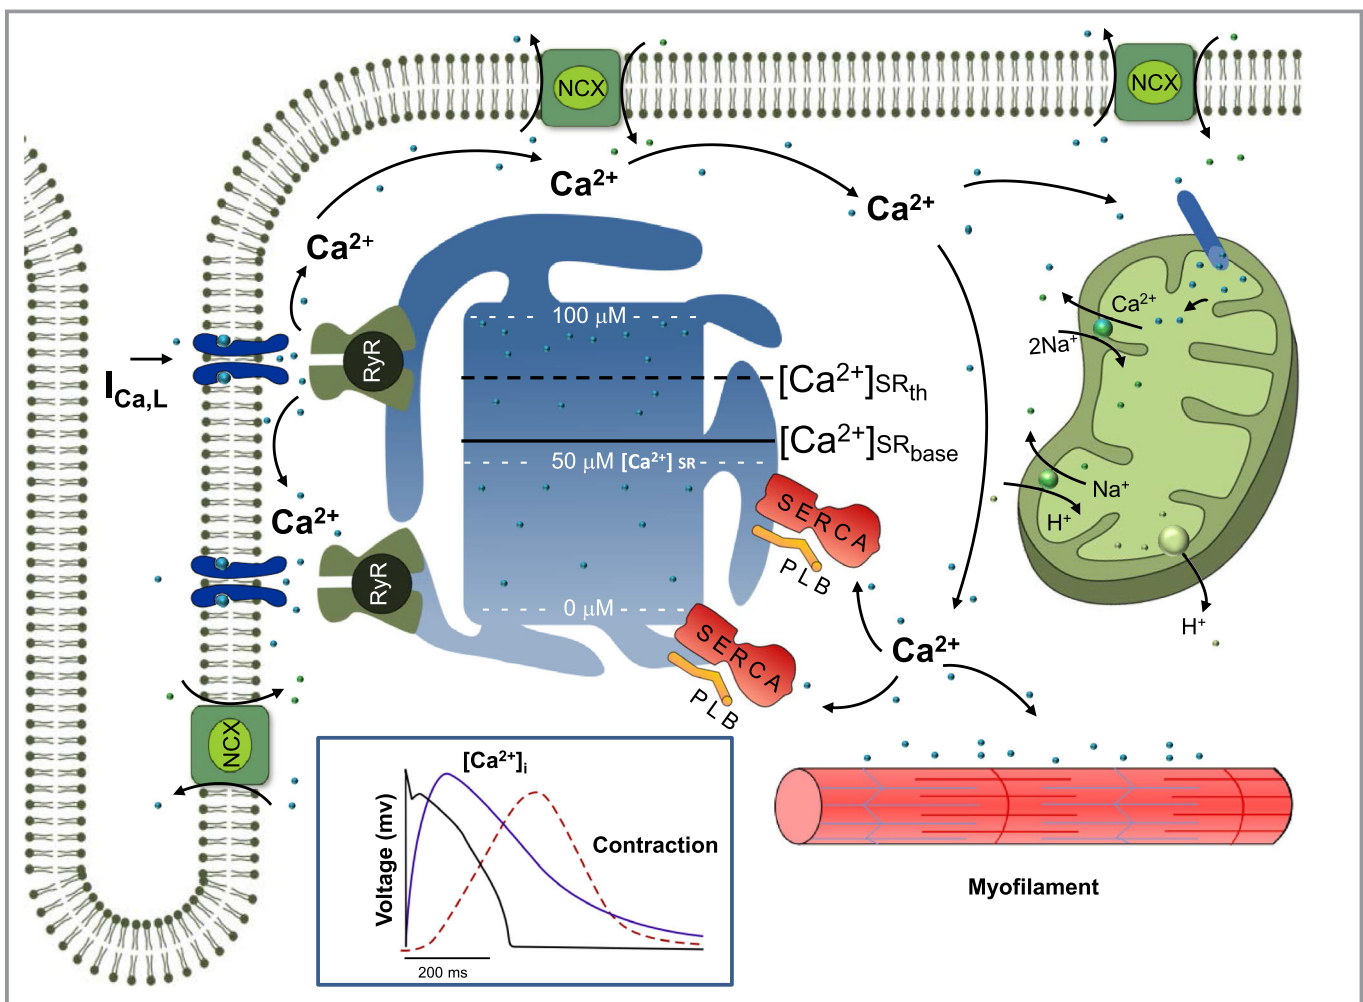 NCX
NCX
Ca2+
Ca2+
Ca2+
100 µM
Ca2+
2Na+
ICa,L
RyR
[Ca2+]SRth
[Ca2+]SRbase
50 µM [Ca2+] SR
Na+
H+
Ca2+
SERCA
PLB
RyR
0 µM
H+
SERCA
PLB
Ca2+
NCX
[Ca2+]i
Voltage (mv)
Contraction
200 ms
Myofilament